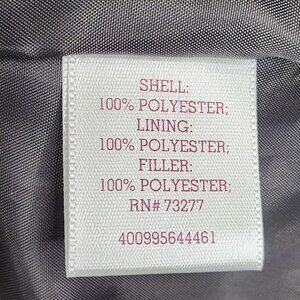 SHELL:
100% POLYESTER;
LINING:
100% POLYESTER;
FILLER:
100% POLYESTER;
RN# 73277
400995644461